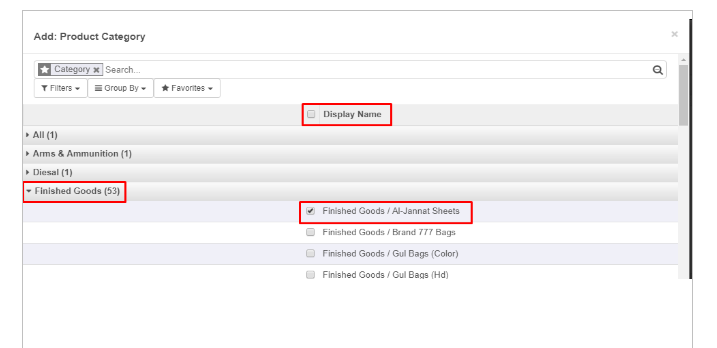 Add: Product Category
Category Search...
Filters Group By Favorites
Display Name
All (1)
Arms & Ammunition (1)
Diesal (1)
Finished Goods (53)
Finished Goods / Al-Jannat Sheets
Finished Goods / Brand 777 Bags
Finished Goods / Gul Bags (Color)
Finished Goods / Gul Bags (Hd)